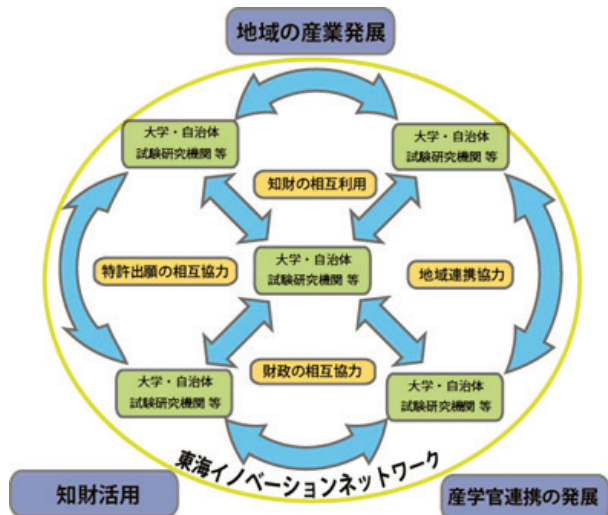 地域の産業発展
大学・自治体
試験研究機関 等
大学・自治体
試験研究機関 等
知財の相互利用
特許出願の相互協力
大学・自治体
試験研究機関 等
地域連携協力
財政の相互協力
大学・自治体
試験研究機関 等
大学・自治体
試験研究機関 等
東海イノベーションネットワーク
知財活用
産学官連携の発展